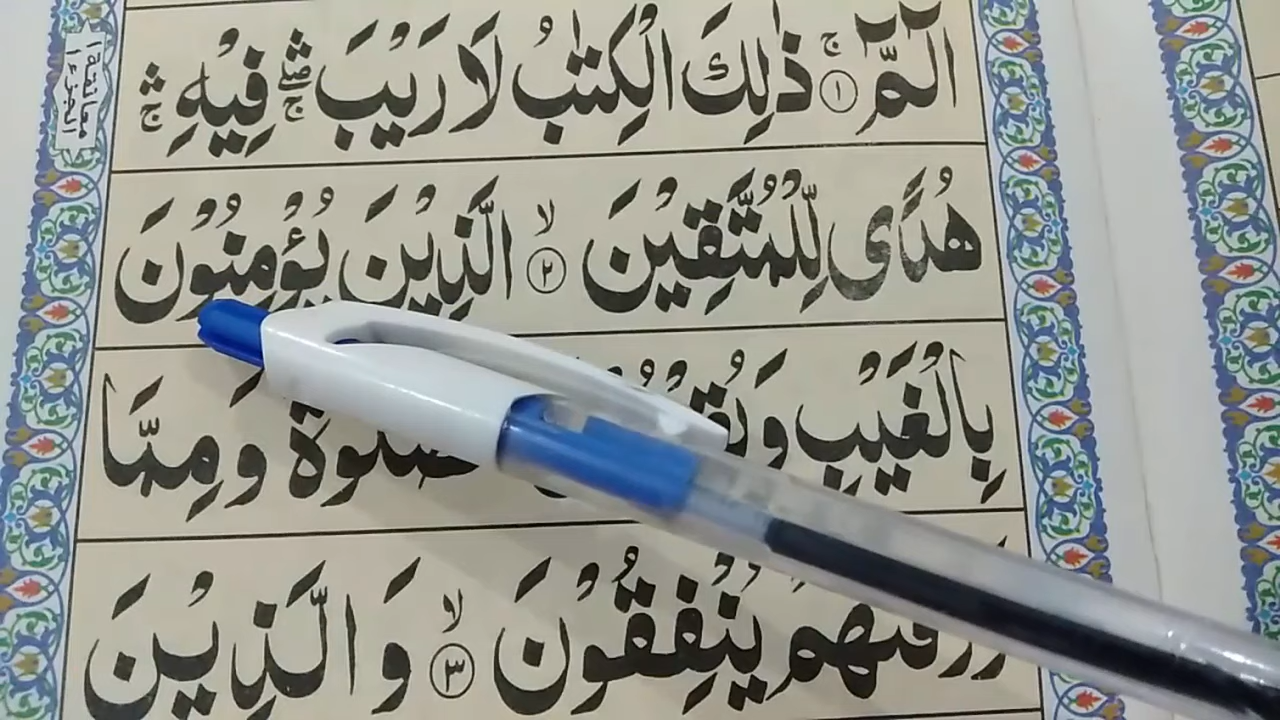 الٓمّٓ ۚ ﴿١﴾ ذٰلِكَ الْكِتٰبُ لَا رَيْبَ ۛۖۚ فِيْهِ ۛۚ
هُدًى لِّلْمُتَّقِيْنَ ﴿٢﴾ ۙ الَّذِيْنَ يُؤْمِنُوْنَ
بِالْغَيْبِ وَمِمَّا
يُنْفِقُوْنَ ﴿٣﴾ ۙ وَالَّذِيْنَ